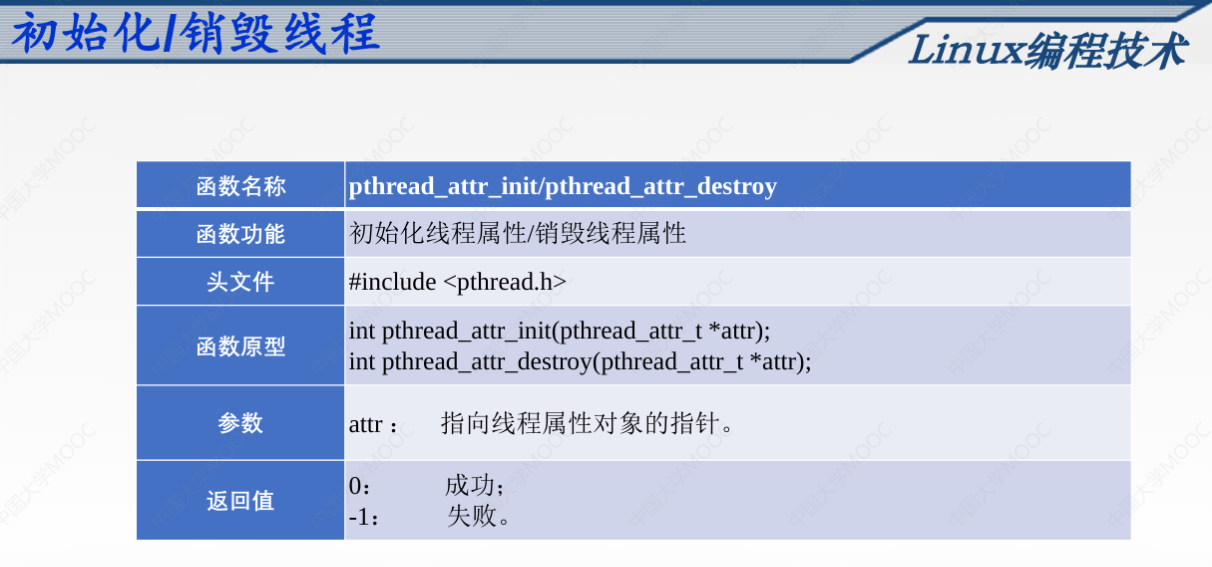 初始化/销毁线程
Linux编程技术
函数名称 pthread_attr_init/pthread_attr_destroy
函数功能 初始化线程属性/销毁线程属性
头文件 #include <pthread.h>
函数原型 int pthread_attr_init(pthread_attr_t *attr);
int pthread_attr_destroy(pthread_attr_t *attr);
参数 attr： 指向线程属性对象的指针。
返回值 0： 成功；
-1： 失败。
中国大学MOOC